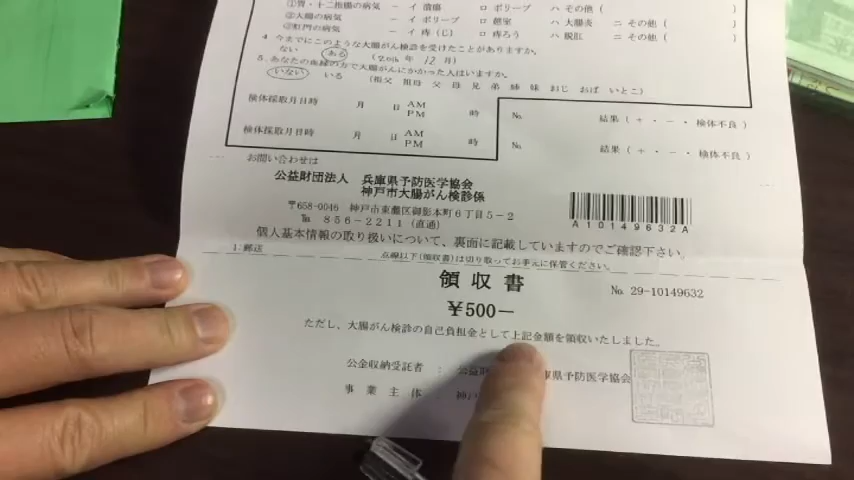 ①胃・十二指腸の病気 － イ 潰瘍 ロ ポリープ ハ その他（ ）
②大腸の病気 － イ ポリープ ロ 憩室 ハ 大腸炎 ニ その他（ ）
③肛門の病気 － イ 痔（じ） ロ 痔ろう ハ 脱肛 ニ その他（ ）
4 今までにこのような大腸がん検診を受けたことがありますか。
ない ある （ 年 12 月）
5. あなたの血縁の方で大腸がんにかかった人はいますか。
いない いる （祖父 祖母 父 母 兄 弟 姉 妹 おじ おば いとこ）
検体採取月日時 月 日 AM PM 時 № 結果（ ＋ ・ － ・ 検体不良 ）
検体採取月日時 月 日 AM PM 時 № 結果（ ＋ ・ － ・ 検体不良 ）
お問い合わせは
公益財団法人 兵庫県予防医学協会
神戸市大腸がん検診係
〒658-0046 神戸市東灘区御影本町６丁目５-２
℡ ８５６-２２１１（直通）
A10149632A
個人基本情報の取り扱いについて、裏面に記載していますのでご確認下さい。
1：郵送
点線以下（領収書）は切り取ってお手元に保管ください。
領収書
№ 29-10149632
￥500－
ただし、大腸がん検診の自己負担金として上記金額を領収いたしました。
公金収納受託者 ： 公益財 庫県予防医学協会
事業主体 ： 神戸